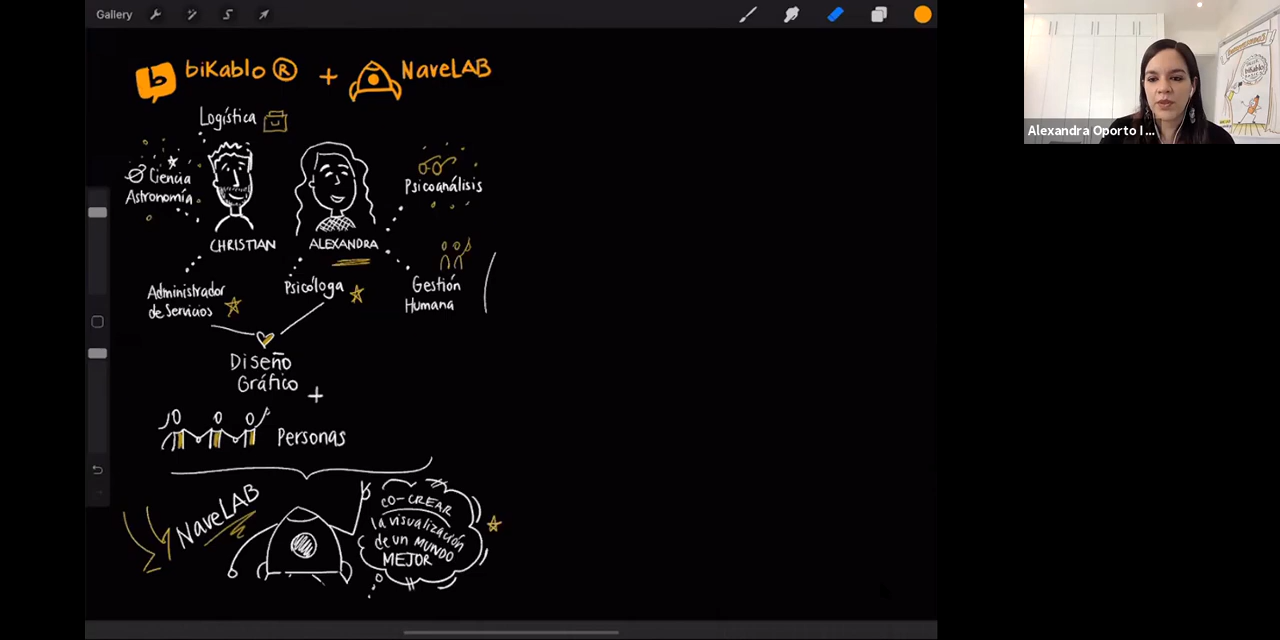 Gallery
b
biKablo ® + NaveLAB
Logística
Ciencia
Astronomía
Psicoanálisis
CHRISTIAN
ALEXANDRA
Administrador
de Servicios
Psicóloga
Gestión
Humana
Diseño
Gráfico +
Personas
NaveLAB
CO-CREAR
la visualización
de un MUNDO
MEJOR
Alexandra Oporto I...
biKablo